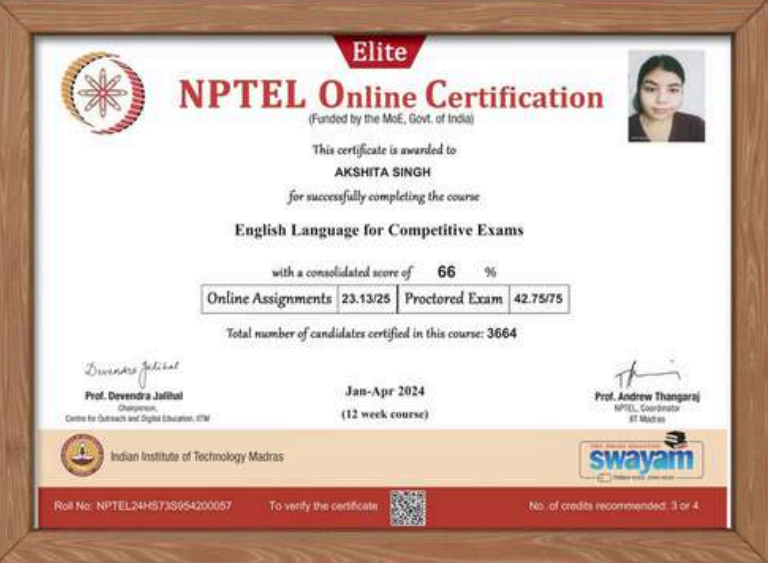 Elite
NPTEL Online Certification
(Funded by the MoE, Govt. of India)
This certificate is awarded to
AKSHITA SINGH
for successfully completing the course
English Language for Competitive Exams
with a consolidated score of 66 %
Online Assignments 23.13/25 Proctored Exam 42.75/75
Total number of candidates certified in this course: 3664
Devendra Jalihal
Prof. Devendra Jalihal
Chairperson,
Centre for Outreach and Digital Education, IITM
Jan-Apr 2024
(12 week course)
Prof. Andrew Thangaraj
NPTEL, Coordinator
IIT Madras
Indian Institute of Technology Madras
swayam
Roll No: NPTEL24HS73S954200057
To verify the certificate
No. of credits recommended: 3 or 4